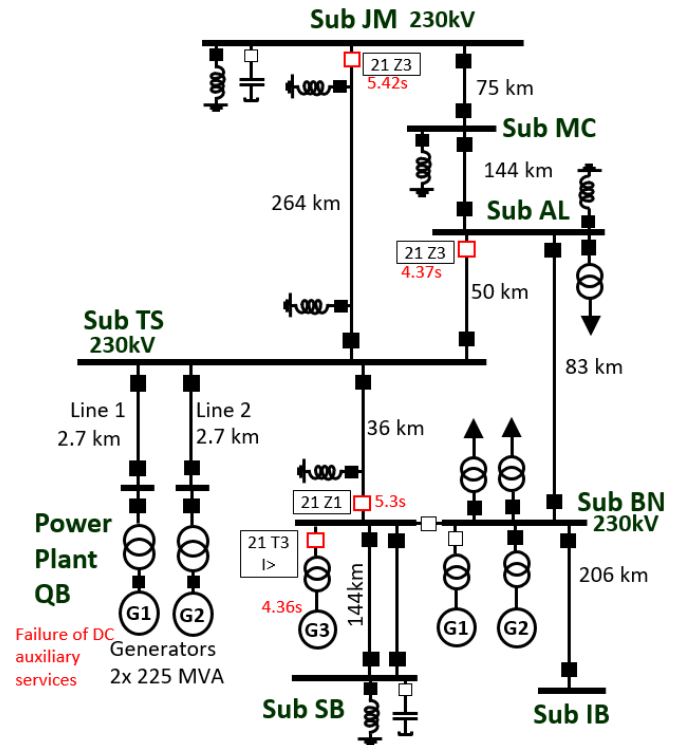 Sub JM 230kV
21 Z3
5.42s
75 km
Sub MC
144 km
264 km
Sub AL
21 Z3
4.37s
50 km
Sub TS
230kV
83 km
Line 1
2.7 km
Line 2
2.7 km
36 km
21 Z1
5.3s
Sub BN
230kV
Power
Plant
QB
21 T3
I>
4.36s
144km
206 km
G1
G2
G3
G1
G2
Failure of DC
auxiliary
services
Generators
2x 225 MVA
Sub SB
Sub IB